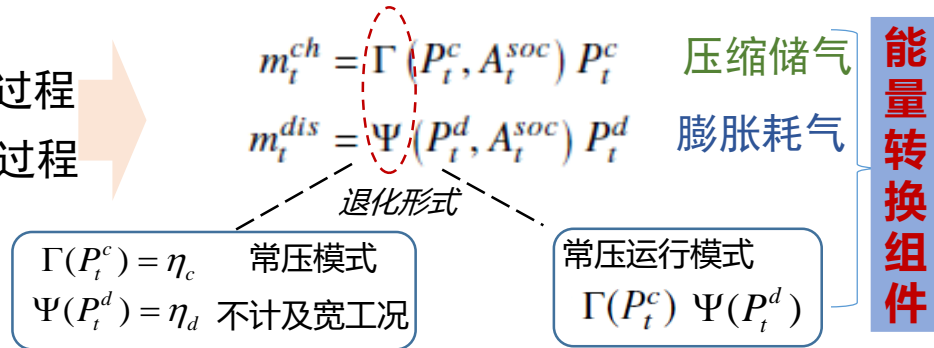 m_t^{ch} = Γ(P_t^c, A_t^{soc}) P_t^c 压缩储气
过程
m_t^{dis} = Ψ(P_t^d, A_t^{soc}) P_t^d 膨胀耗气
过程
退化形式
Γ(P_t^c) = η_c 常压模式
Ψ(P_t^d) = η_d 不计及宽工况
常压运行模式
Γ(P_t^c) Ψ(P_t^d)
能量转换组件